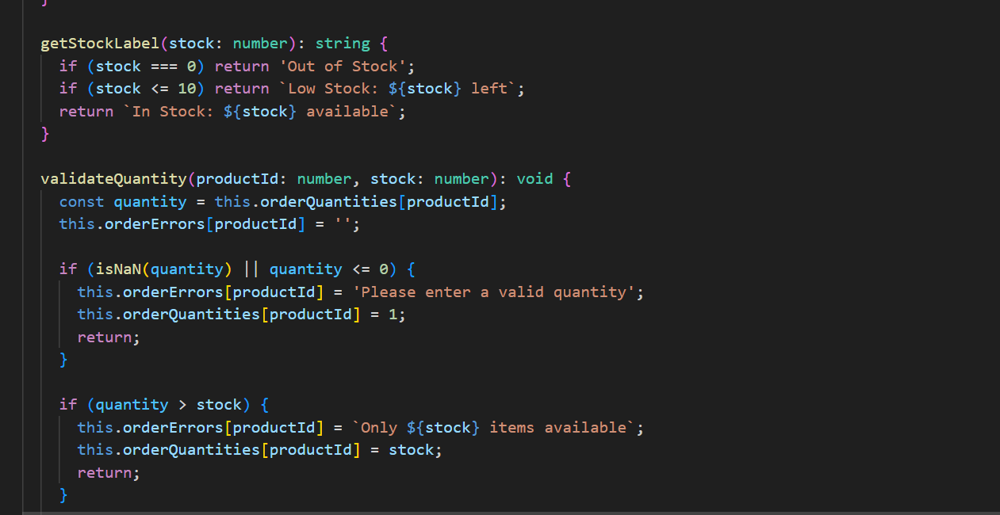 }
getStockLabel(stock: number): string {
if (stock === 0) return 'Out of Stock';
if (stock <= 10) return `Low Stock: ${stock} left`;
return `In Stock: ${stock} available`;
}
validateQuantity(productId: number, stock: number): void {
const quantity = this.orderQuantities[productId];
this.orderErrors[productId] = '';
if (isNaN(quantity) || quantity <= 0) {
this.orderErrors[productId] = 'Please enter a valid quantity';
this.orderQuantities[productId] = 1;
return;
}
if (quantity > stock) {
this.orderErrors[productId] = `Only ${stock} items available`;
this.orderQuantities[productId] = stock;
return;
}